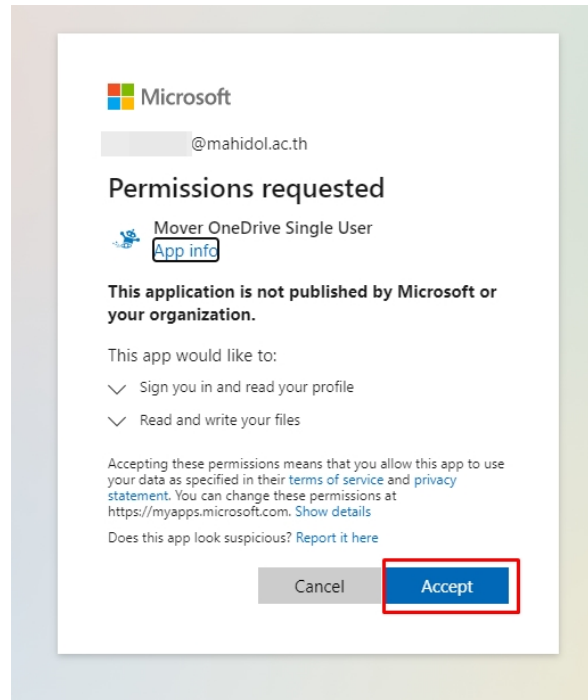 Microsoft
@mahidol.ac.th
Permissions requested
Mover OneDrive Single User
App info
This application is not published by Microsoft or
your organization.
This app would like to:
Sign you in and read your profile
Read and write your files
Accepting these permissions means that you allow this app to use
your data as specified in their terms of service and privacy
statement. You can change these permissions at
https://myapps.microsoft.com. Show details
Does this app look suspicious? Report it here
Cancel Accept